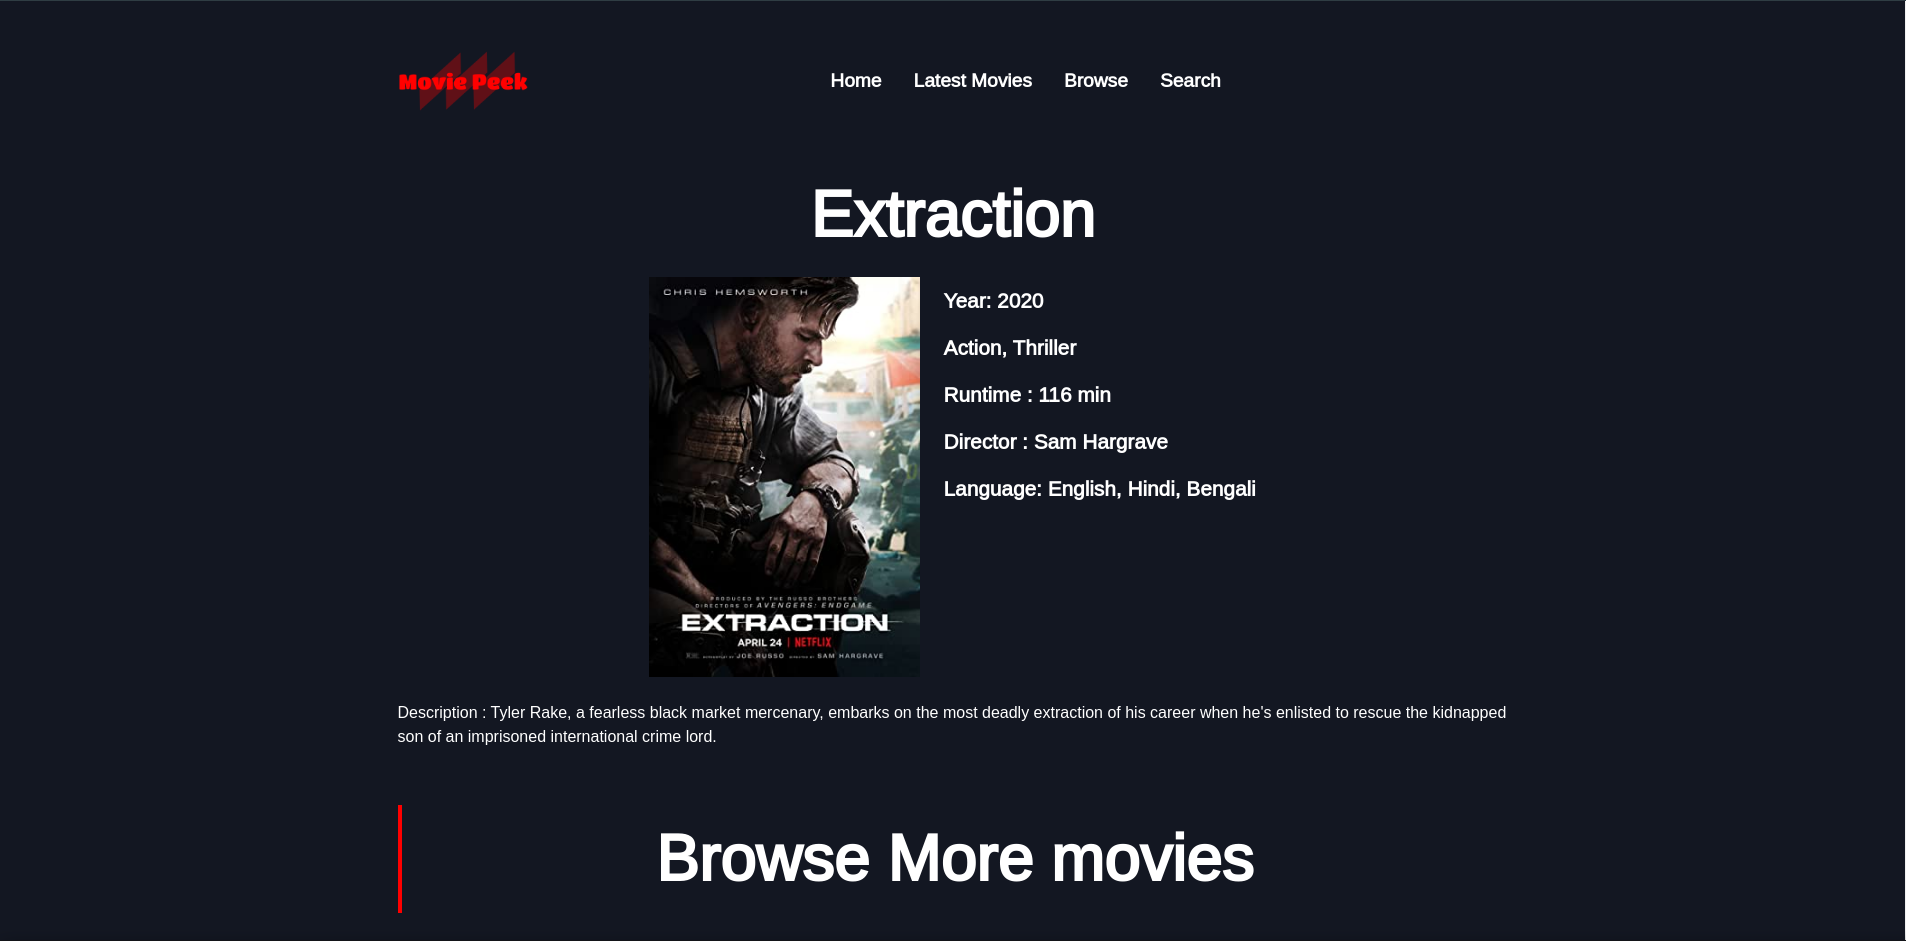 Movie Peek
Home Latest Movies Browse Search
Extraction
CHRIS HEMSWORTH
PRODUCED BY THE RUSSO BROTHERS
DIRECTORS OF AVENGERS: ENDGAME
EXTRACTION
APRIL 24 | NETFLIX
JOE RUSSO SAM HARGRAVE
Year: 2020
Action, Thriller
Runtime : 116 min
Director : Sam Hargrave
Language: English, Hindi, Bengali
Description : Tyler Rake, a fearless black market mercenary, embarks on the most deadly extraction of his career when he's enlisted to rescue the kidnapped
son of an imprisoned international crime lord.
Browse More movies